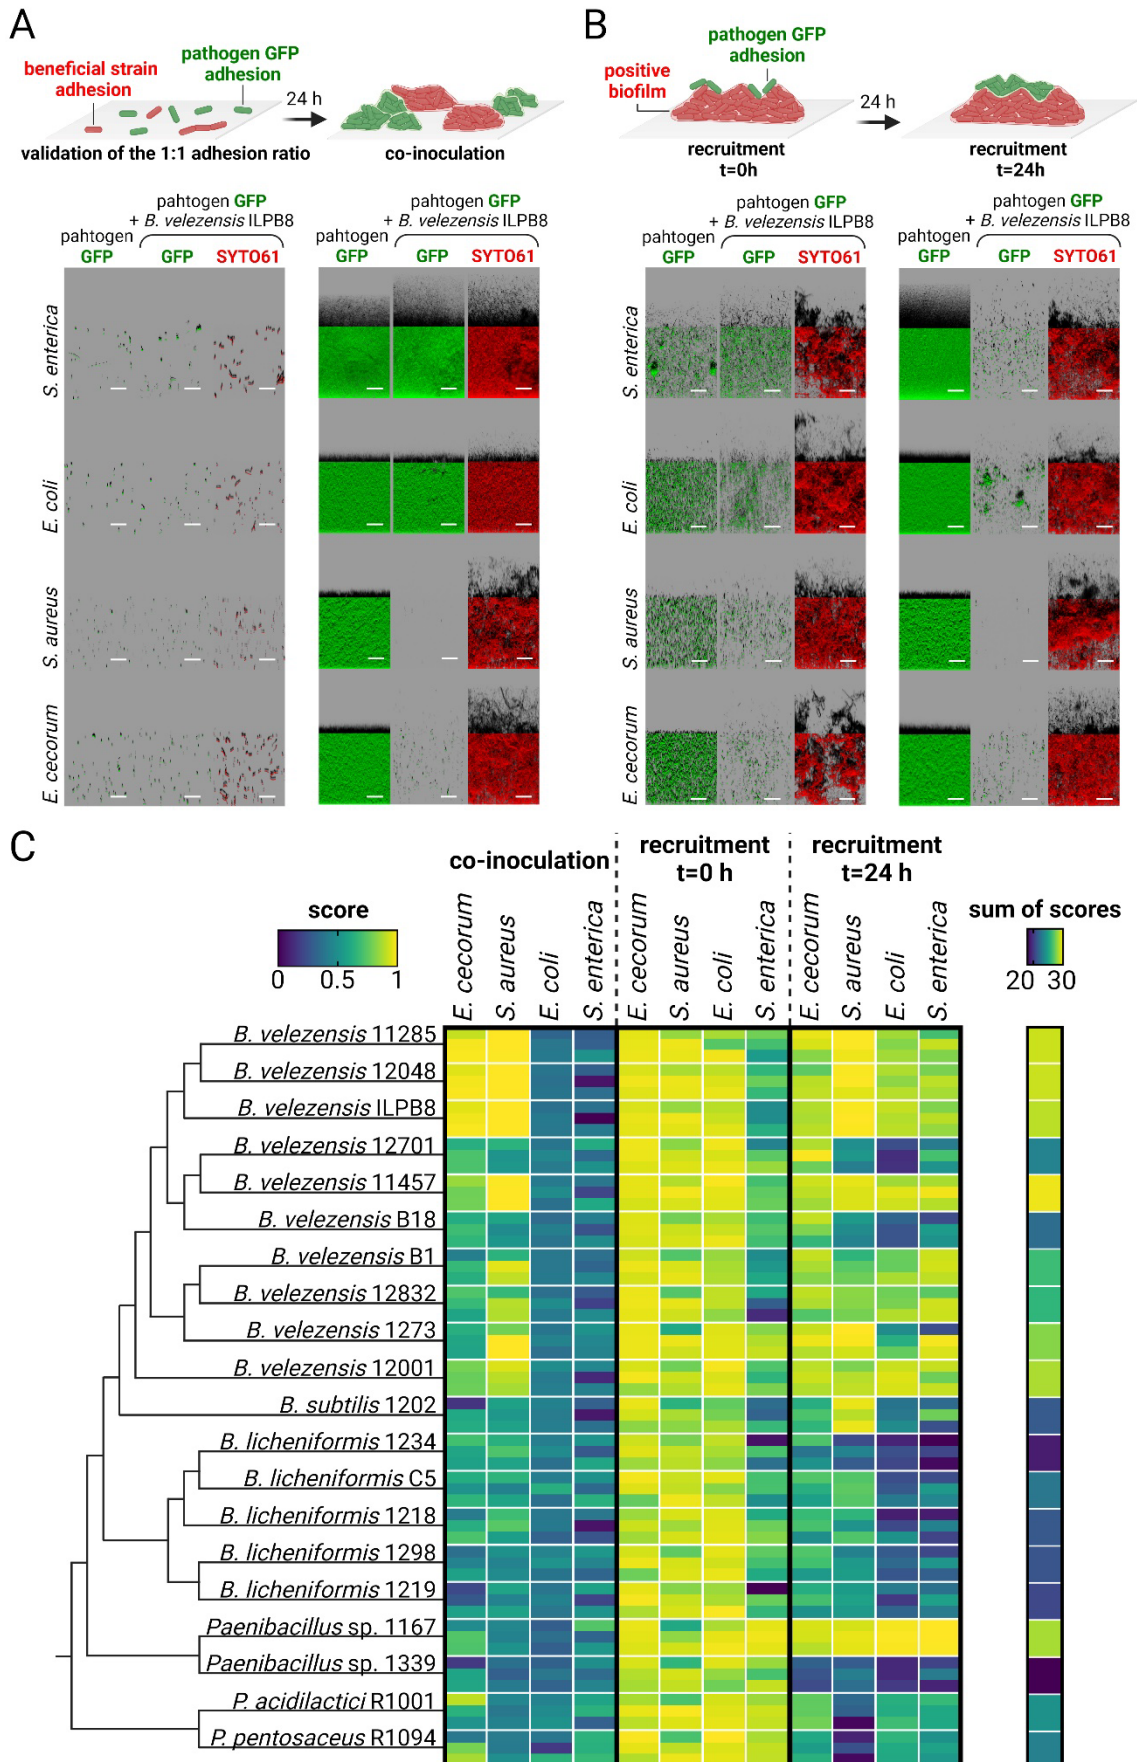 A
beneficial strain
adhesion
pathogen GFP
adhesion
24 h
validation of the 1:1 adhesion ratio
co-inoculation
pahtogen
GFP
pathogen GFP
+ B. velezensis ILPB8
GFP
SYTO61
pahtogen
GFP
pathogen GFP
+ B. velezensis ILPB8
GFP
SYTO61
S. enterica
E. coli
S. aureus
E. cecorum
B
positive
biofilm
pathogen GFP
adhesion
24 h
recruitment
t=0h
recruitment
t=24h
pahtogen
GFP
pathogen GFP
+ B. velezensis ILPB8
GFP
SYTO61
pahtogen
GFP
pathogen GFP
+ B. velezensis ILPB8
GFP
SYTO61
S. enterica
E. coli
S. aureus
E. cecorum
C
score
0 0.5 1
co-inoculation
recruitment
t=0 h
recruitment
t=24 h
sum of scores
20 30
E. cecorum
S. aureus
E. coli
S. enterica
E. cecorum
S. aureus
E. coli
S. enterica
E. cecorum
S. aureus
E. coli
S. enterica
B. velezensis 11285
B. velezensis 12048
B. velezensis ILPB8
B. velezensis 12701
B. velezensis 11457
B. velezensis B18
B. velezensis B1
B. velezensis 12832
B. velezensis 1273
B. velezensis 12001
B. subtilis 1202
B. licheniformis 1234
B. licheniformis C5
B. licheniformis 1218
B. licheniformis 1298
B. licheniformis 1219
Paenibacillus sp. 1167
Paenibacillus sp. 1339
P. acidilactici R1001
P. pentosaceus R1094